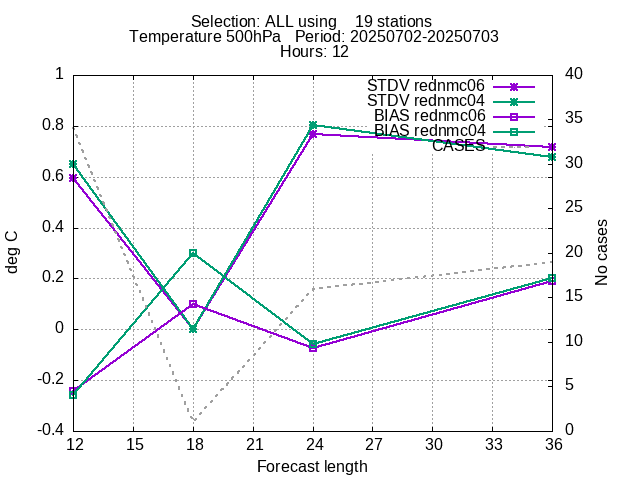 Selection: ALL using    19 stations
Temperature 500hPa   Period: 20250702-20250703
Hours: 12
STDV rednmc06
STDV rednmc04
BIAS rednmc06
BIAS rednmc04
CASES
deg C
1
0.8
0.6
0.4
0.2
0
-0.2
-0.4
No cases
40
35
30
25
20
15
10
5
0
12 15 18 21 24 27 30 33 36
Forecast length